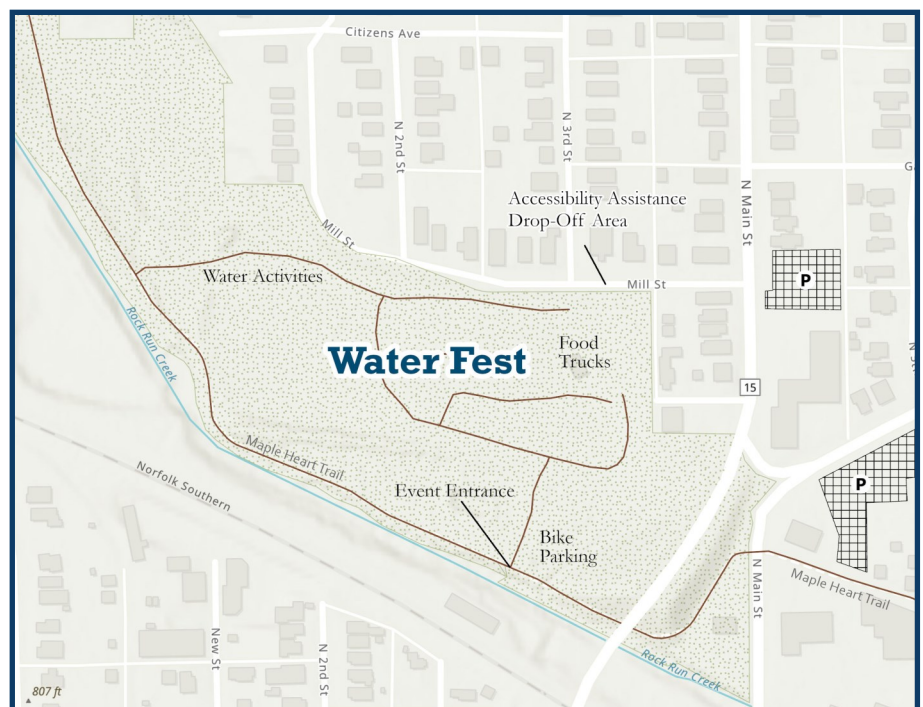 Citizens Ave
N 2nd St
N 3rd St
N Main St
Accessibility Assistance
Drop-Off Area
Mill St
Mill St
Water Activities
P
Rock Run Creek
Water Fest
Food
Trucks
15
Maple Heart Trail
Norfolk Southern
Event Entrance
P
Bike
Parking
N Main St
Maple Heart Trail
New St
N 2nd St
Rock Run Creek
807 ft